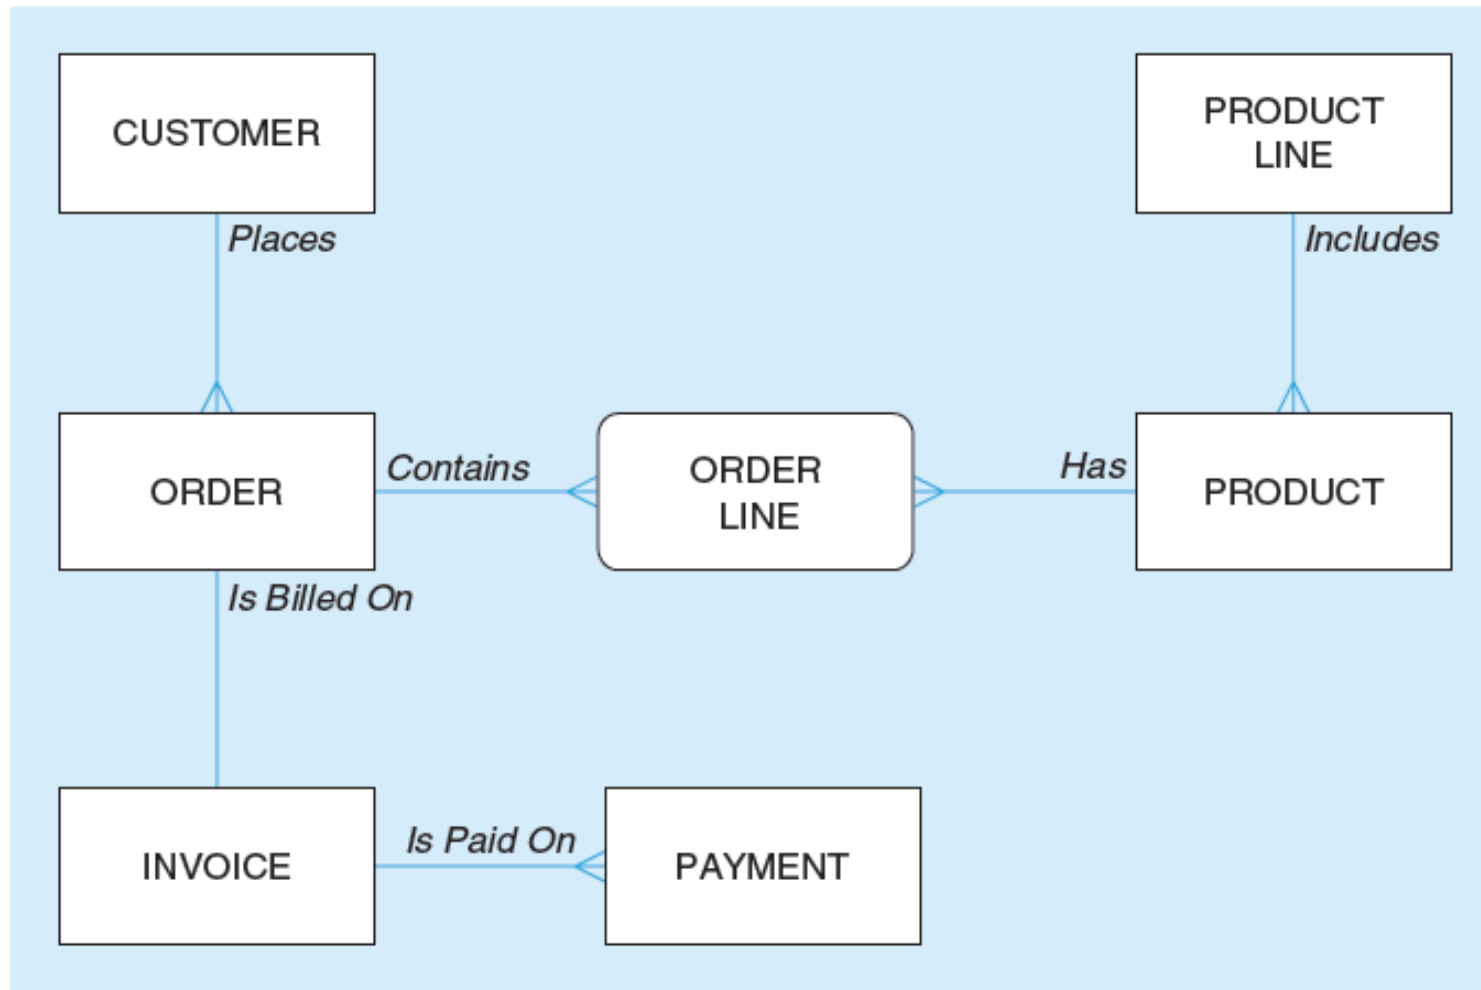 CUSTOMER
PRODUCT
LINE
Places
Includes
ORDER
Contains
ORDER
LINE
Has
PRODUCT
Is Billed On
INVOICE
Is Paid On
PAYMENT